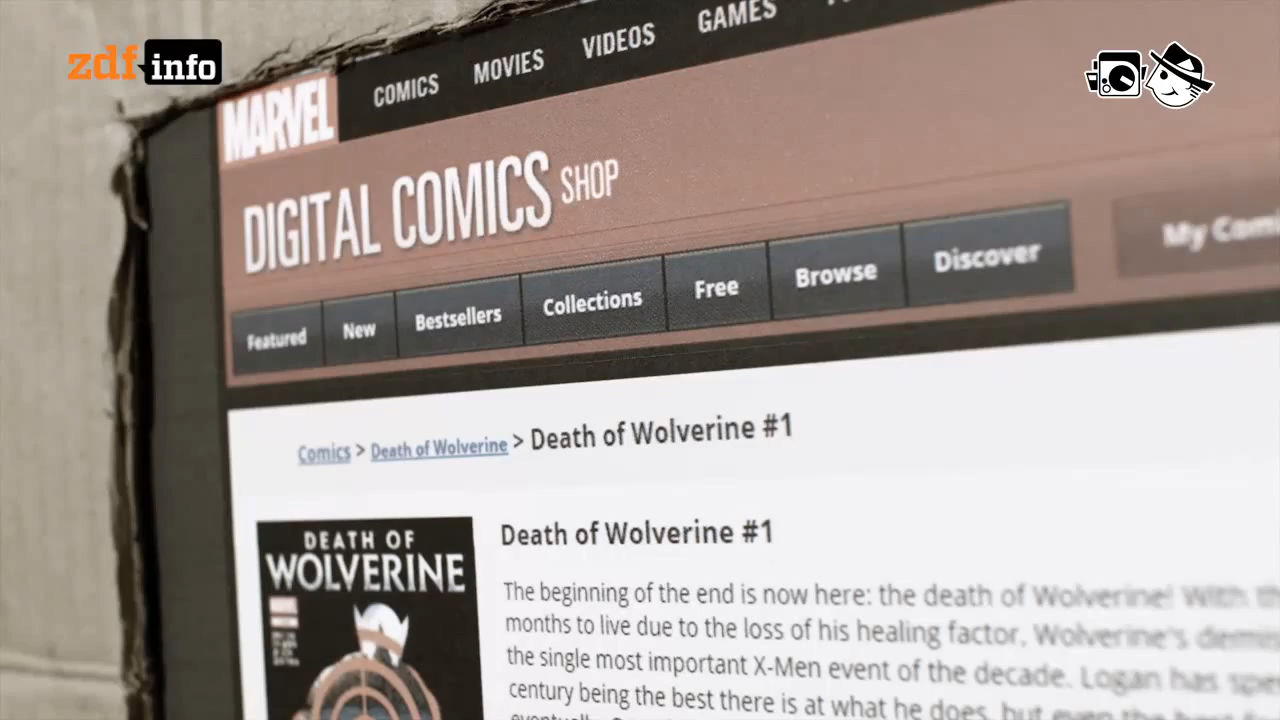 zdf info
COMICS MOVIES VIDEOS GAMES
MARVEL
DIGITAL COMICS SHOP
Featured New Bestsellers Collections Free Browse Discover My
Comics > Death of Wolverine > Death of Wolverine #1
DEATH OF
WOLVERINE
Death of Wolverine #1
The beginning of the end is now here: the death of Wolverine! With
months to live due to the loss of his healing factor, Wolverine's
the single most important X-Men event of the decade. Logan has
century being the best there is at what he does, but even the